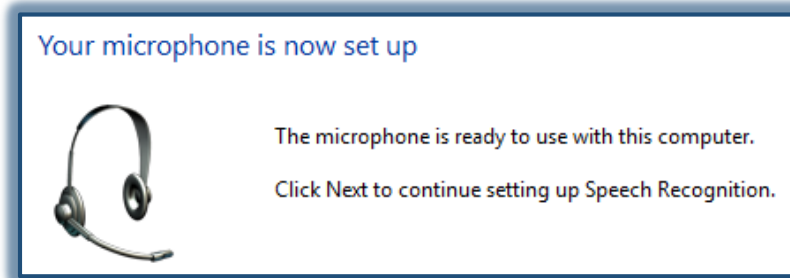 Your microphone is now set up
The microphone is ready to use with this computer.
Click Next to continue setting up Speech Recognition.